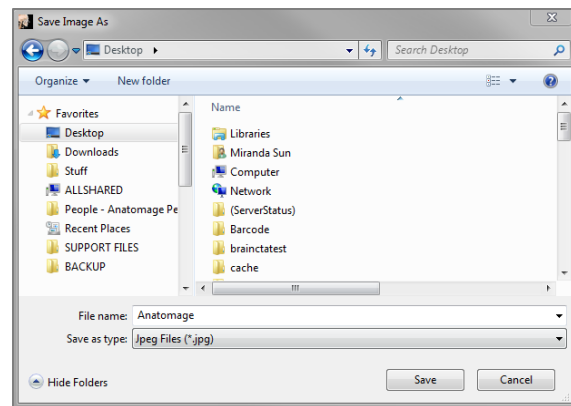 Save Image As
Desktop
Search Desktop
Organize
New folder
Favorites
Desktop
Downloads
Stuff
ALLSHARED
People - Anatomage Pe
Recent Places
SUPPORT FILES
BACKUP
Name
Libraries
Miranda Sun
Computer
Network
(ServerStatus)
Barcode
brainctatest
cache
File name: Anatomage
Save as type: Jpeg Files (*.jpg)
Hide Folders
Save
Cancel